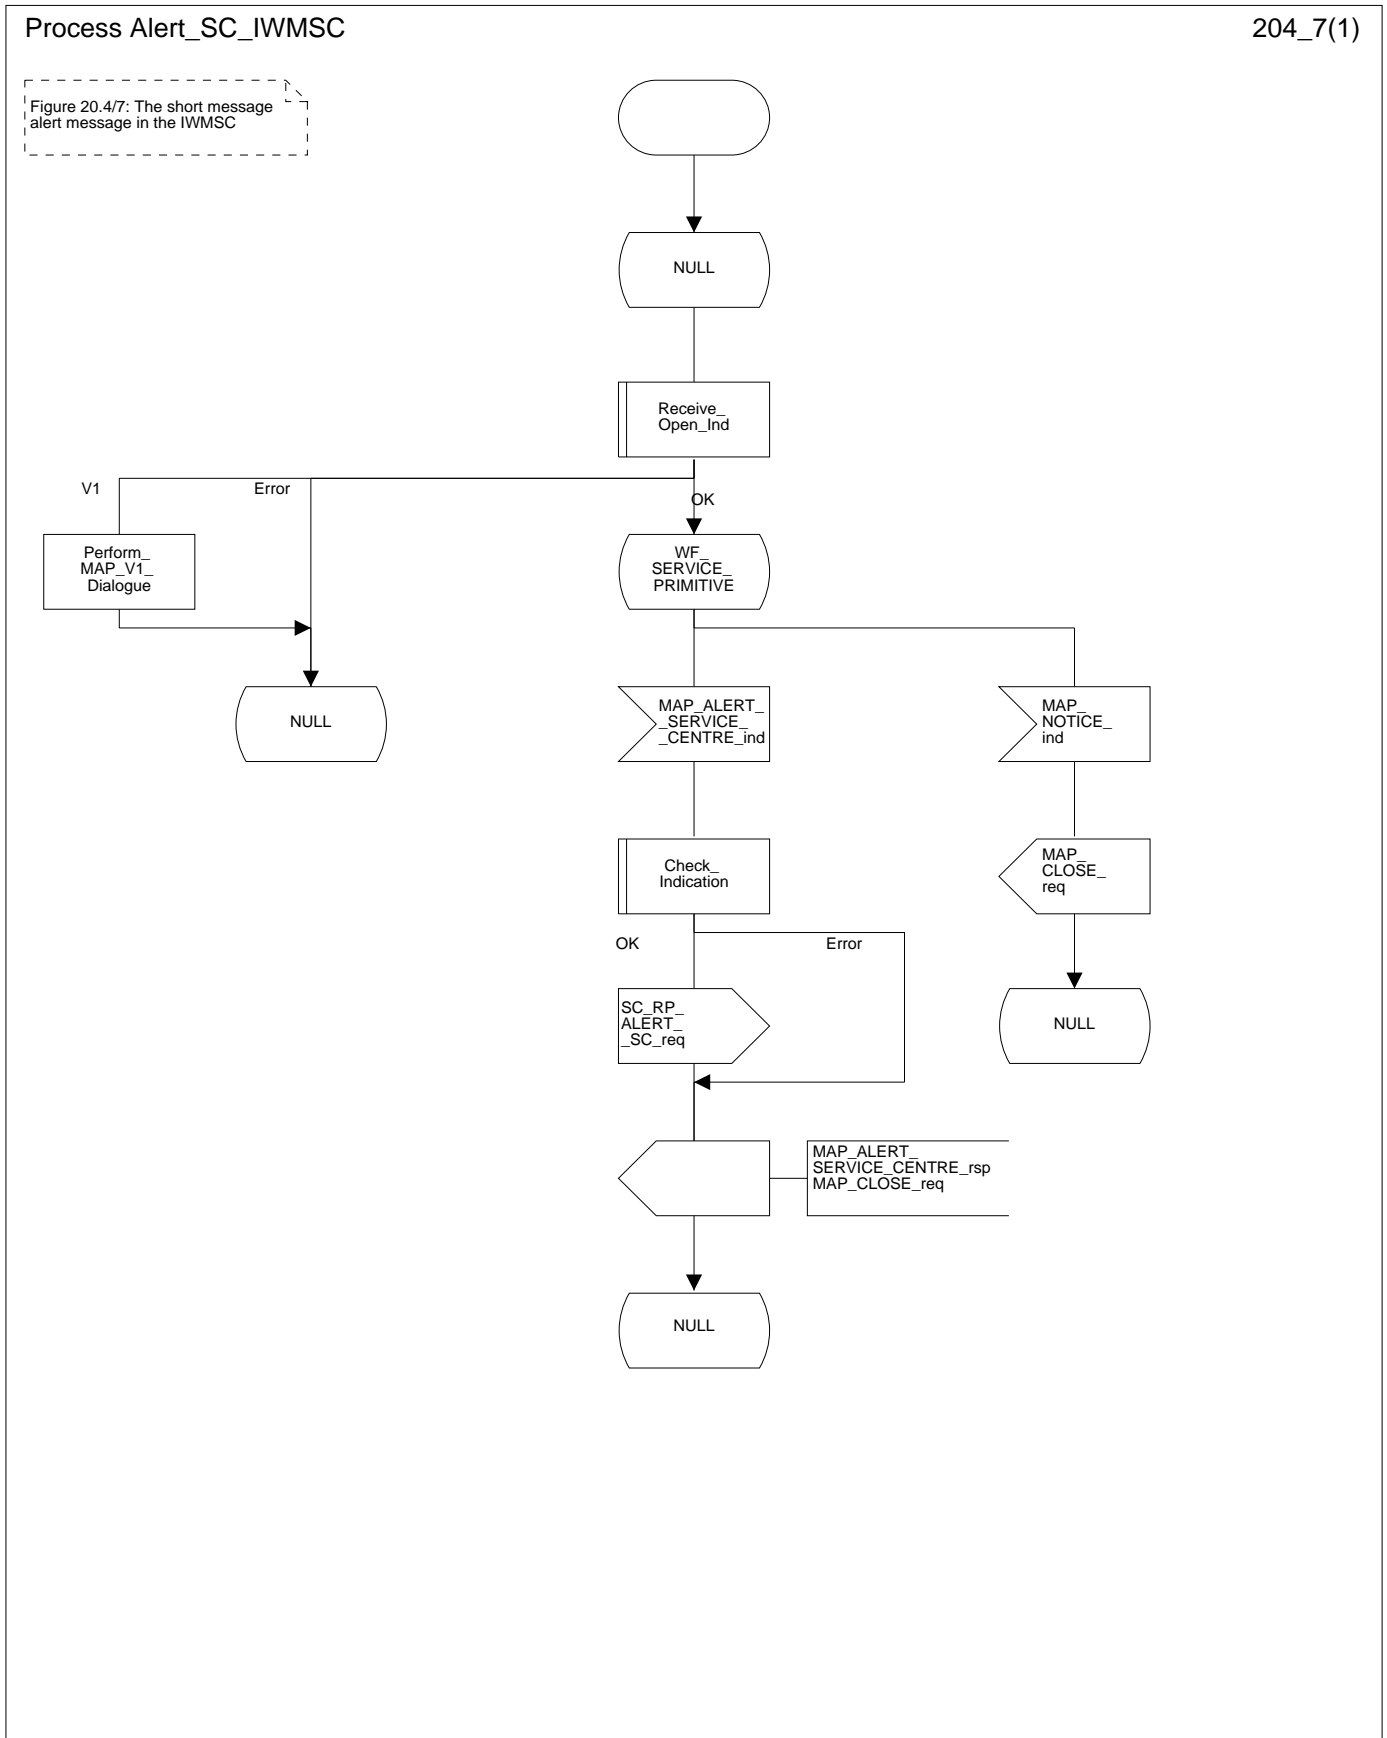 Process Alert_SC_IWMSC
204_7(1)
Figure 20.4/7: The short message
alert message in the IWMSC
NULL
Receive_
Open_Ind
V1
Error
OK
Perform_
MAP_V1_
Dialogue
WF_
SERVICE_
PRIMITIVE
NULL
MAP_ALERT_
_SERVICE_
_CENTRE_ind
MAP_
NOTICE_
ind
Check_
Indication
MAP_
CLOSE_
req
OK
Error
SC_RP_
ALERT_
_SC_req
NULL
MAP_ALERT_
SERVICE_CENTRE_rsp
MAP_CLOSE_req
NULL